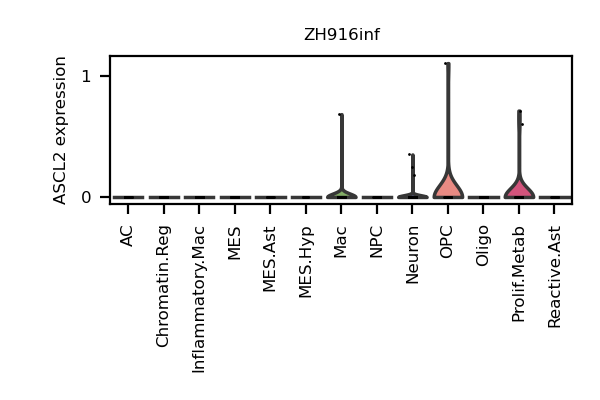 ZH916inf
ASCL2 expression
1
0
AC
Chromatin.Reg
Inflammatory.Mac
MES
MES.Ast
MES.Hyp
Mac
NPC
Neuron
OPC
Oligo
Prolif.Metab
Reactive.Ast